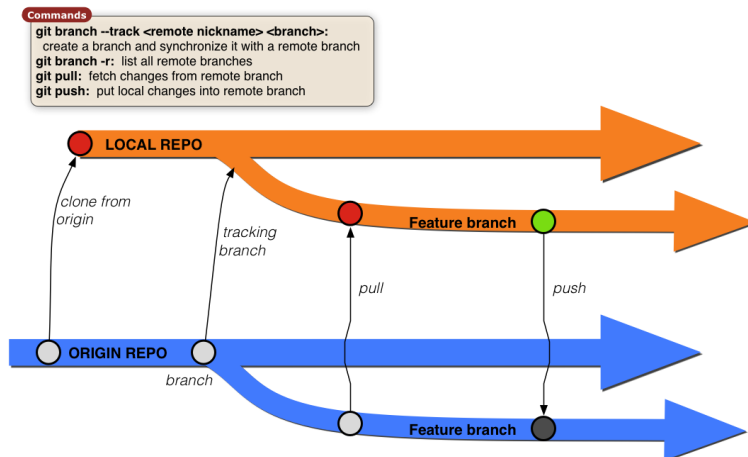 Commands
git branch --track <remote nickname> <branch>:
create a branch and synchronize it with a remote branch
git branch -r: list all remote branches
git pull: fetch changes from remote branch
git push: put local changes into remote branch
LOCAL REPO
clone from
origin
tracking
branch
Feature branch
pull
push
ORIGIN REPO
branch
Feature branch